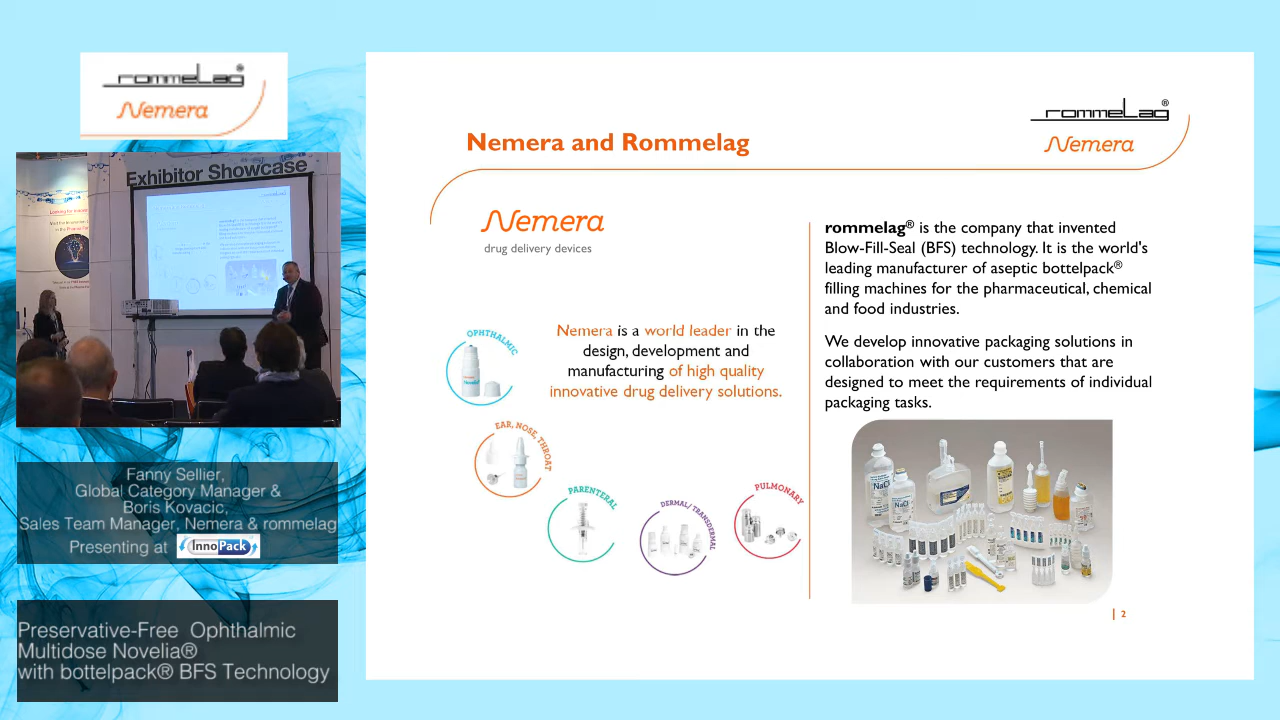 rommelag®
Nemera
Exhibitor Showcase
Fanny Sellier,
Global Category Manager &
Boris Kovacic,
Sales Team Manager, Nemera & rommelag
Presenting at InnoPack
Preservative-Free Ophthalmic
Multidose Novelia®
with bottelpack® BFS Technology
Nemera and Rommelag
rommelag®
Nemera
Nemera
drug delivery devices
Nemera is a world leader in the
design, development and
manufacturing of high quality
innovative drug delivery solutions.
OPHTHALMIC
EAR, NOSE, THROAT
PARENTERAL
DERMAL/TRANSDERMAL
PULMONARY
rommelag® is the company that invented
Blow-Fill-Seal (BFS) technology. It is the world's
leading manufacturer of aseptic bottelpack®
filling machines for the pharmaceutical, chemical
and food industries.
We develop innovative packaging solutions in
collaboration with our customers that are
designed to meet the requirements of individual
packaging tasks.
NaCl
NaCl
| 2